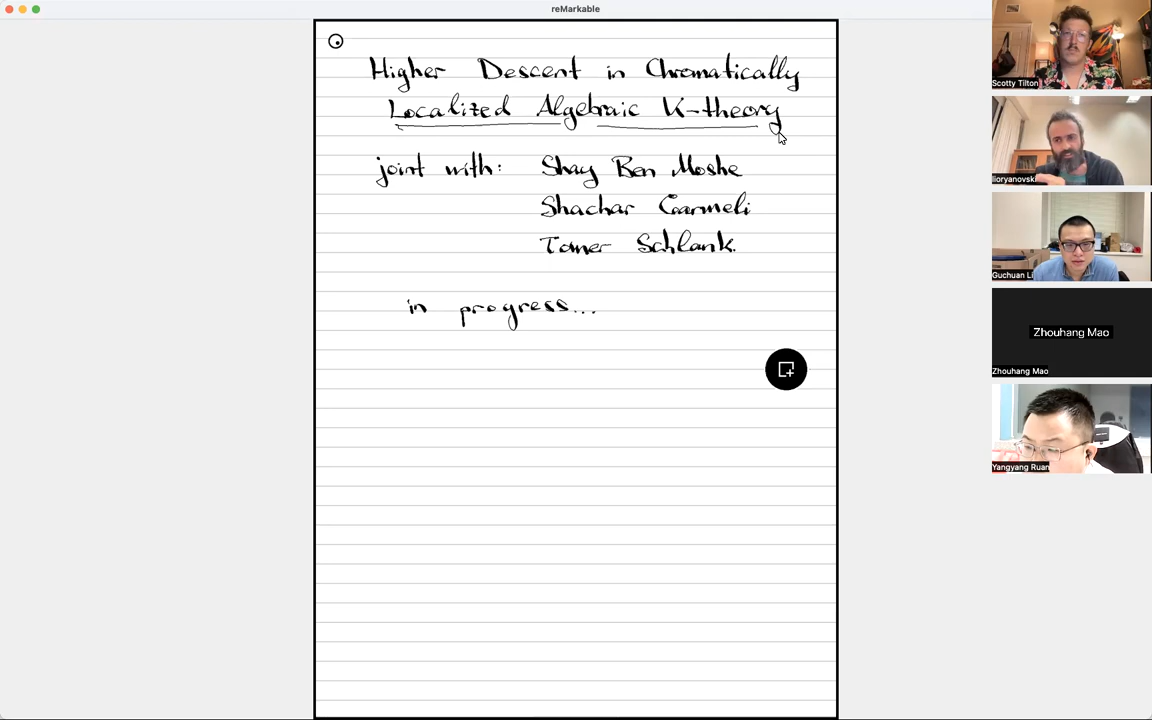 reMarkable
Higher Descent in Chromatically
Localized Algebraic K-theory
joint with: Shay Ben Moshe
Shachar Carmeli
Tomer Schlank.
in progress...
Scotty Tilton
lioryanovski
Guchuan Li
Zhouhang Mao
Zhouhang Mao
Yangyang Ruan